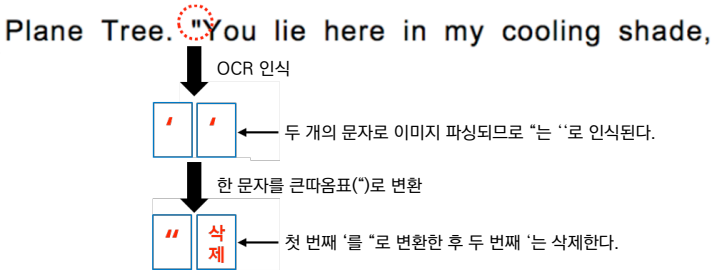 Plane Tree. "You lie here in my cooling shade,
OCR 인식
' '
두 개의 문자로 이미지 파싱되므로 “는 ‘‘로 인식된다.
한 문자를 큰따옴표(“)로 변환
" 삭제
첫 번째 ‘를 “로 변환한 후 두 번째 ‘는 삭제한다.